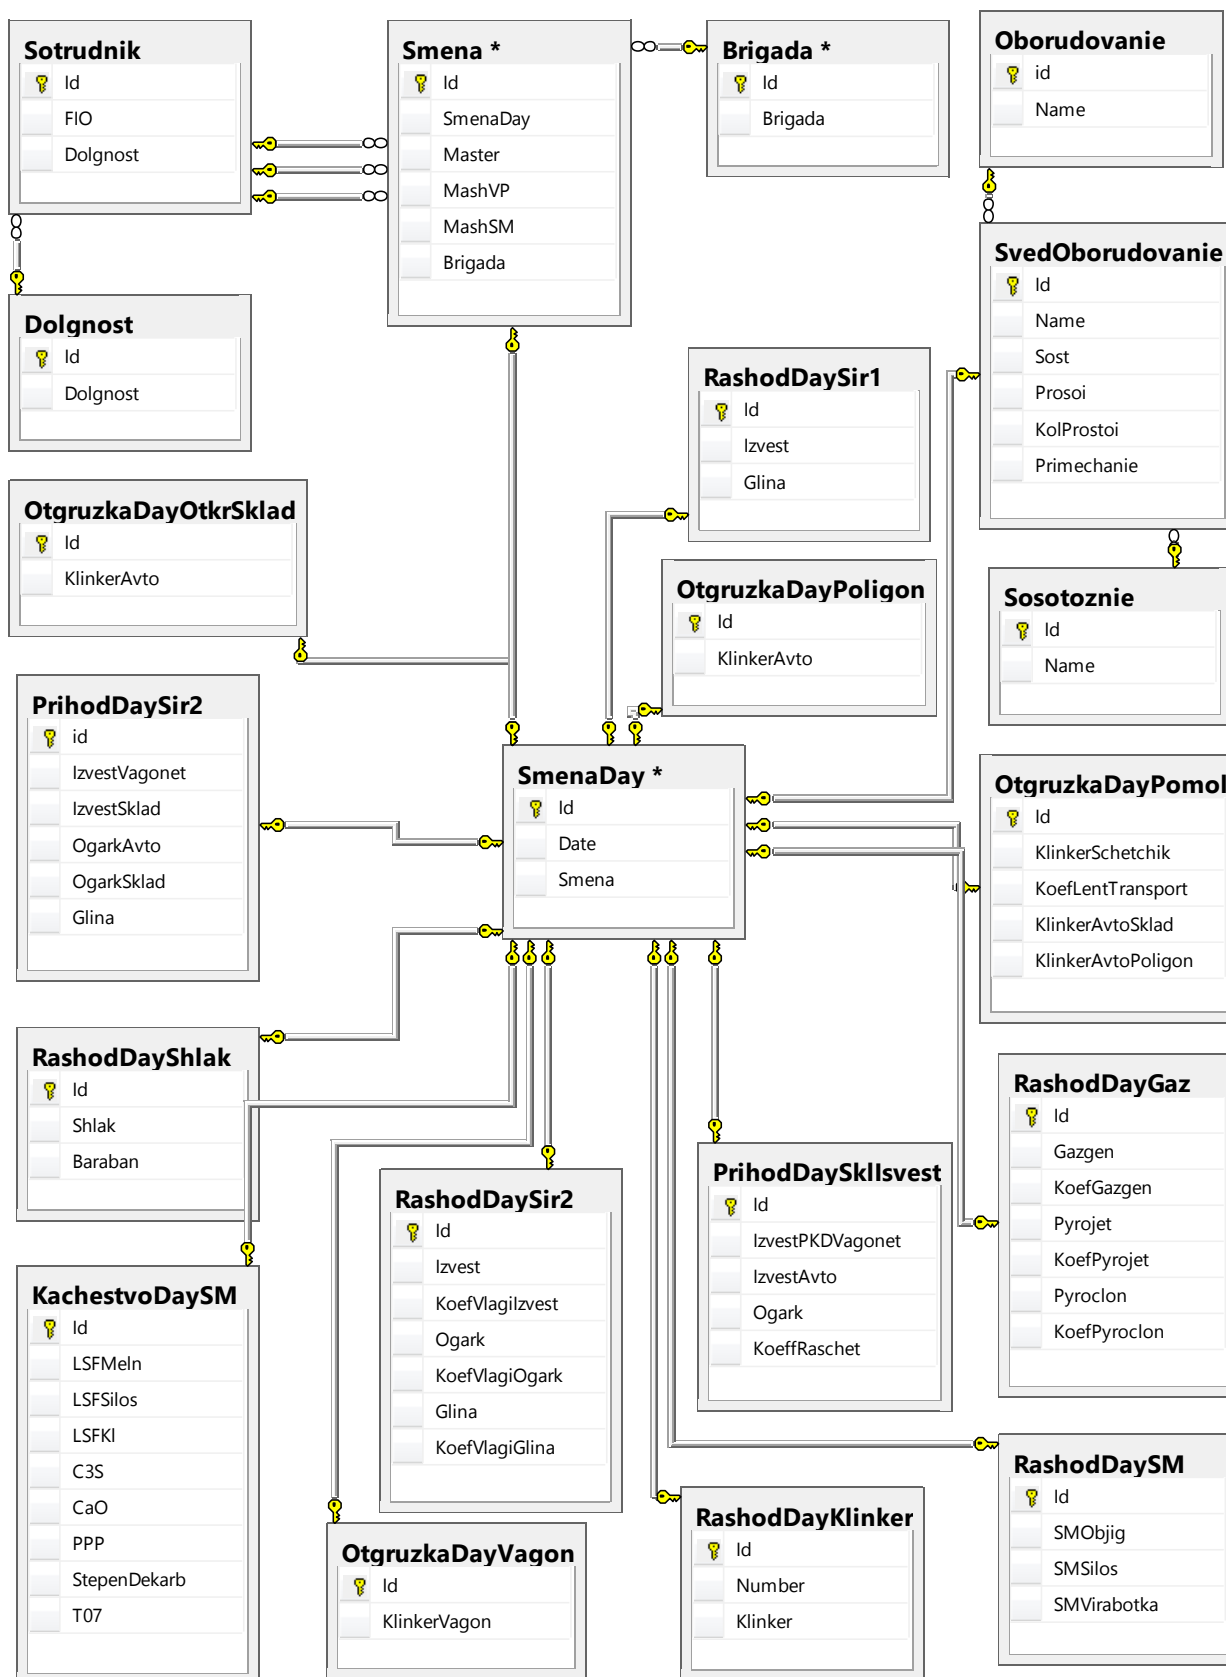 Sotrudnik
Id
FIO
Dolgnost
Smena *
Id
SmenaDay
Master
MashVP
MashSM
Brigada
Brigada *
Id
Brigada
Oborudovanie
id
Name
Dolgnost
Id
Dolgnost
SvedOborudovanie
Id
Name
Sost
Prosoi
KolProstoi
Primechanie
RashodDaySir1
Id
Izvest
Glina
OtgruzkaDayOtkrSklad
Id
KlinkerAvto
OtgruzkaDayPoligon
Id
KlinkerAvto
Sosotoznie
Id
Name
PrihodDaySir2
id
IzvestVagonet
IzvestSklad
OgarkAvto
OgarkSklad
Glina
SmenaDay *
Id
Date
Smena
OtgruzkaDayPomol
Id
KlinkerSchetchik
KoefLentTransport
KlinkerAvtoSklad
KlinkerAvtoPoligon
RashodDayShlak
Id
Shlak
Baraban
RashodDayGaz
Id
Gazgen
KoefGazgen
Pyrojet
KoefPyrojet
Pyroclon
KoefPyroclon
RashodDaySir2
Id
Izvest
KoefVlagiIzvest
Ogark
KoefVlagiOgark
Glina
KoefVlagiGlina
PrihodDaySklIsvest
Id
IzvestPKDVagonet
IzvestAvto
Ogark
KoeffRaschet
KachestvoDaySM
Id
LSFMeln
LSFSilos
LSFKl
C3S
CaO
PPP
StepenDekarb
T07
OtgruzkaDayVagon
Id
KlinkerVagon
RashodDayKlinker
Id
Number
Klinker
RashodDaySM
Id
SMObjig
SMSilos
SMVirabotka